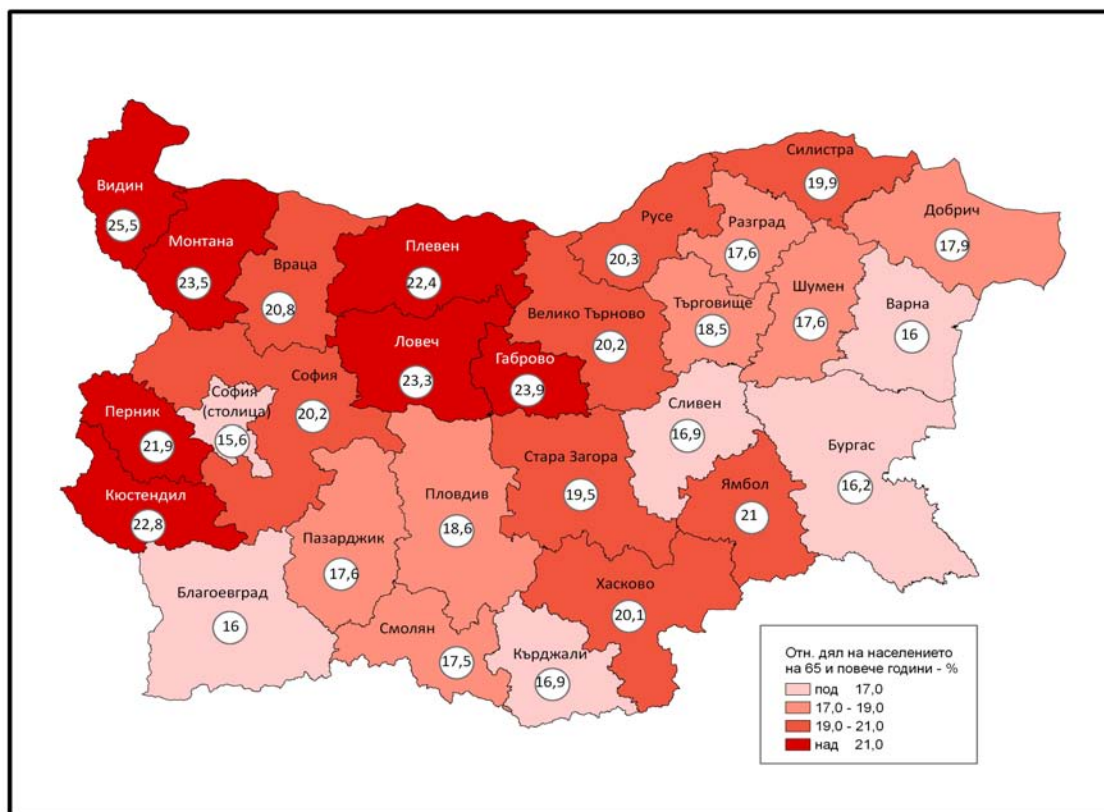 Видин
25,5
Монтана
23,5
Враца
20,8
Плевен
22,4
Ловеч
23,3
Габрово
23,9
Велико Търново
20,2
Русе
20,3
Силистра
19,9
Разград
17,6
Добрич
17,9
Търговище
18,5
Шумен
17,6
Варна
16
София
(столица)
15,6
София
20,2
Перник
21,9
Кюстендил
22,8
Благоевград
16
Пазарджик
17,6
Пловдив
18,6
Смолян
17,5
Стара Загора
19,5
Сливен
16,9
Ямбол
21
Бургас
16,2
Хасково
20,1
Кърджали
16,9
Отн. дял на населението
на 65 и повече години - %
под 17,0
17,0 - 19,0
19,0 - 21,0
над 21,0